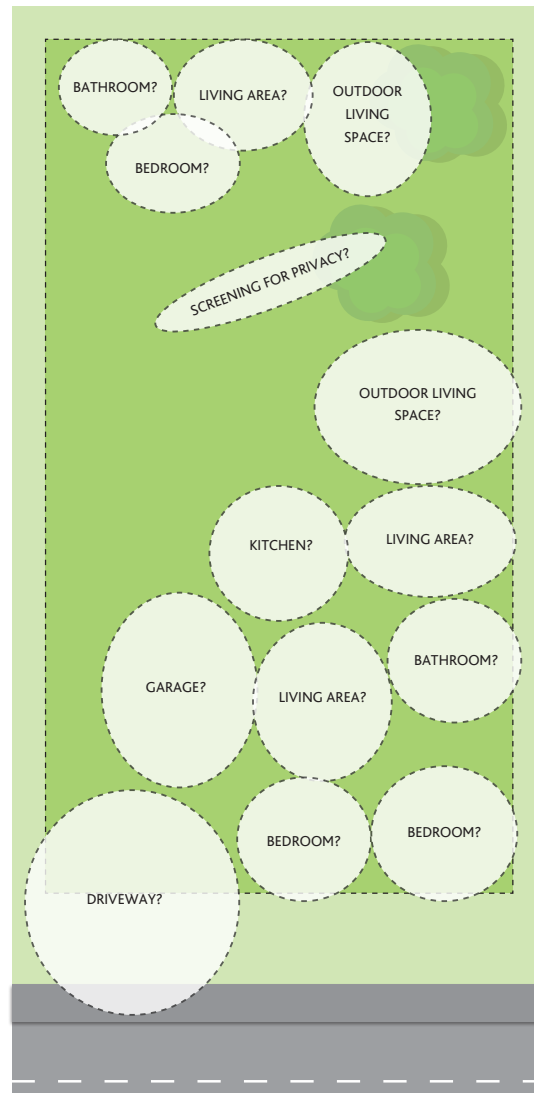 BATHROOM?
LIVING AREA?
OUTDOOR
LIVING
SPACE?
BEDROOM?
SCREENING FOR PRIVACY?
OUTDOOR LIVING
SPACE?
KITCHEN?
LIVING AREA?
BATHROOM?
GARAGE?
LIVING AREA?
BEDROOM?
BEDROOM?
DRIVEWAY?